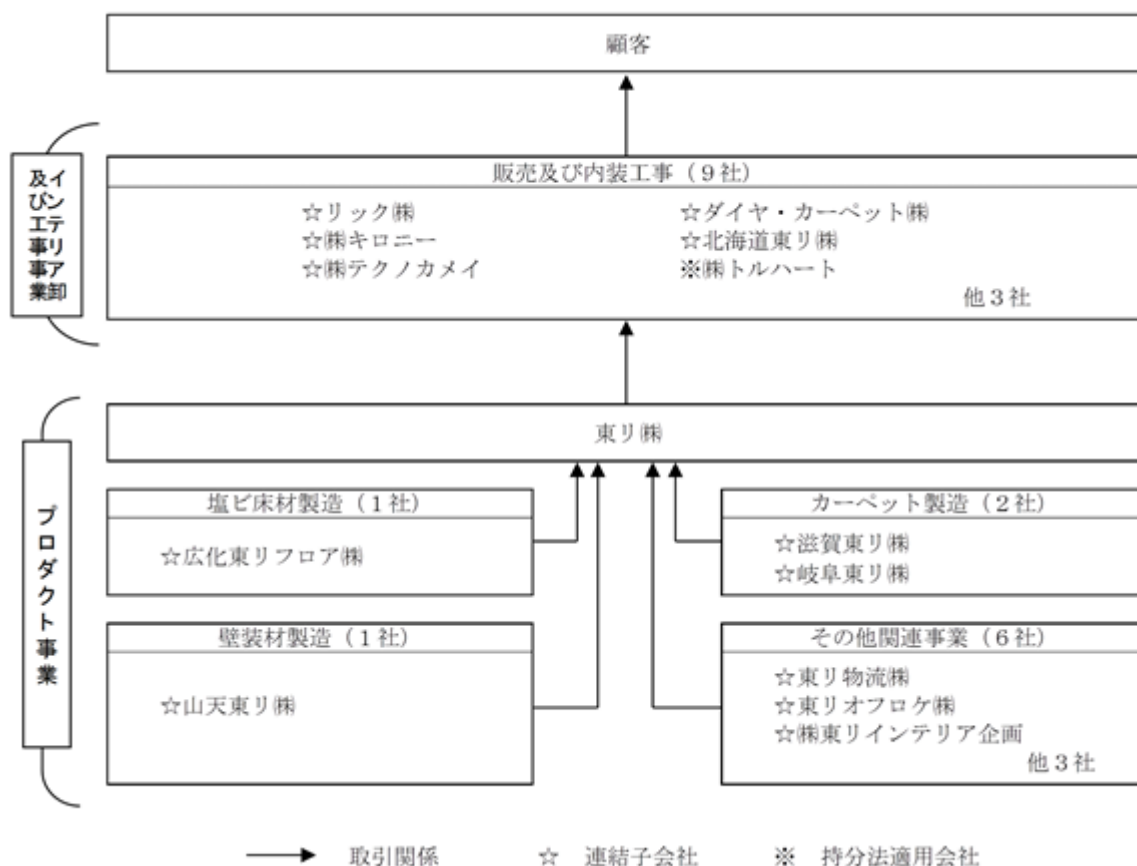 顧客
インテリア卸
及び工事事業
販売及び内装工事（９社）
☆リック㈱
☆ダイヤ・カーペット㈱
☆㈱キロニー
☆北海道東リ㈱
☆㈱テクノカメイ
※㈱トルハート
他３社
プロダクト事業
東リ㈱
塩ビ床材製造（１社）
☆広化東リフロア㈱
カーペット製造（２社）
☆滋賀東リ㈱
☆岐阜東リ㈱
壁装材製造（１社）
☆山天東リ㈱
その他関連事業（６社）
☆東リ物流㈱
☆東リオフロケ㈱
☆㈱東リインテリア企画
他３社
取引関係 ☆ 連結子会社 ※ 持分法適用会社